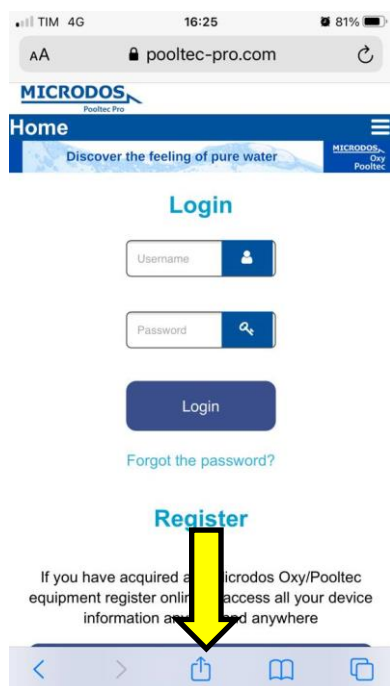 TIM 4G 16:25 81%
AA pooltec-pro.com
MICRODOS
Pooltec Pro
Home
Discover the feeling of pure water
MICRODOS
Oxy
Pooltec
Login
Username
Password
Login
Forgot the password?
Register
If you have acquired a icrodos Oxy/Pooltec
equipment register onli access all your device
information any d anywhere